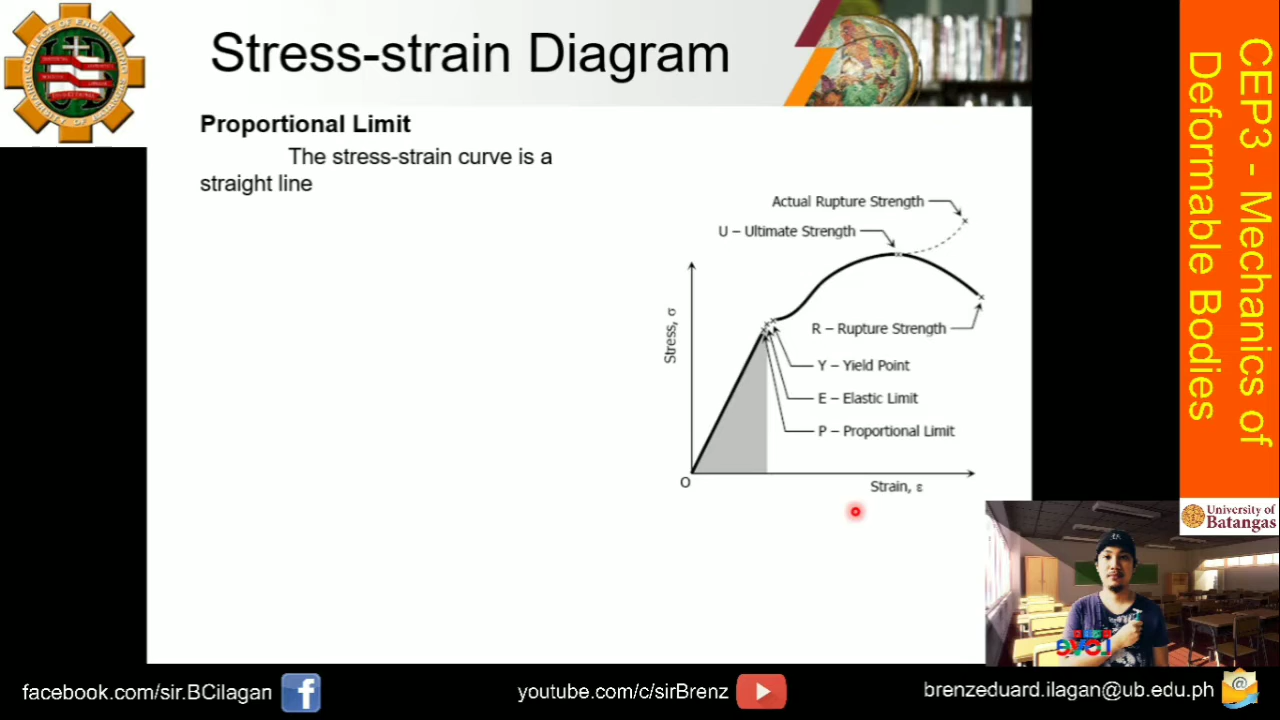 Stress-strain Diagram
Proportional Limit
The stress-strain curve is a
straight line
Actual Rupture Strength
U – Ultimate Strength
Stress, σ
R – Rupture Strength
Y – Yield Point
E – Elastic Limit
P – Proportional Limit
O
Strain, ε
CEP3 - Mechanics of
Deformable Bodies
University of
Batangas
facebook.com/sir.BCilagan
youtube.com/c/sirBrenz
brenzeduard.ilagan@ub.edu.ph